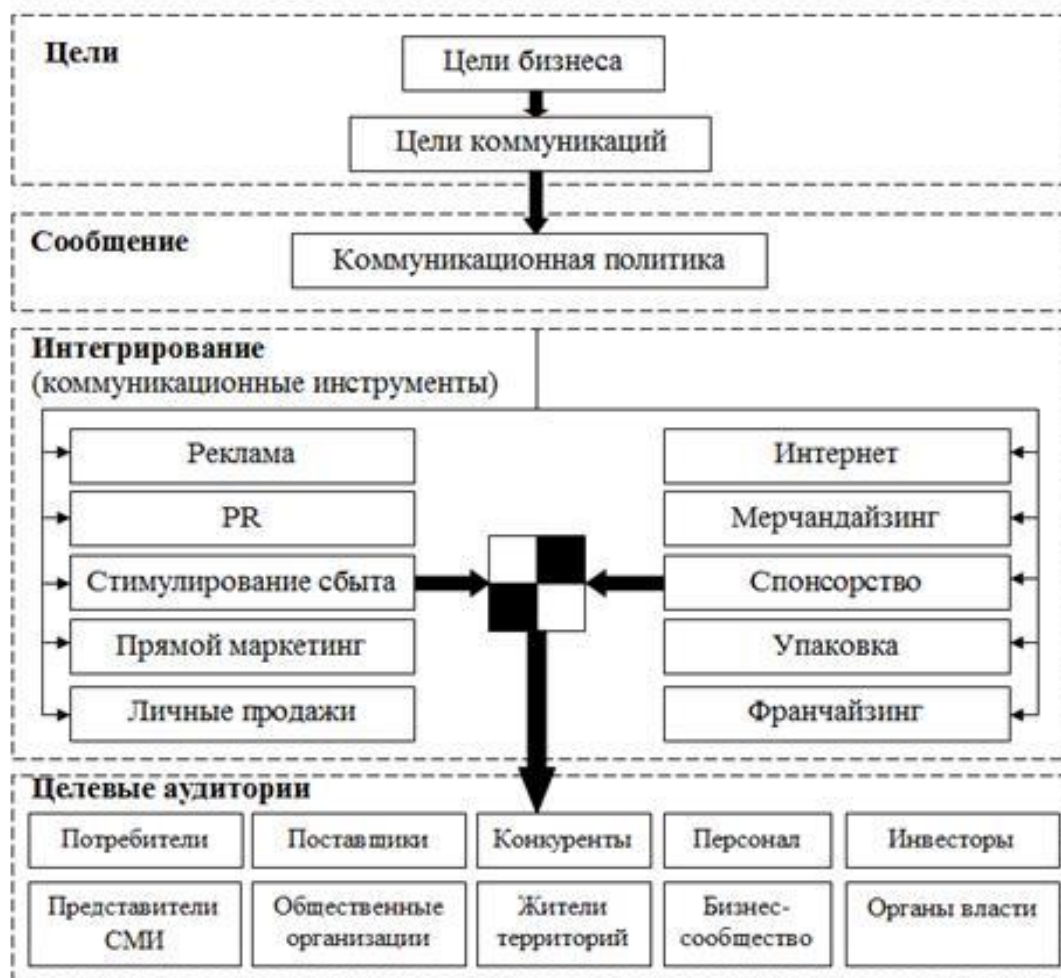 Цели
Цели бизнеса
Цели коммуникаций
Сообщение
Коммуникационная политика
Интегрирование
(коммуникационные инструменты)
Реклама
Интернет
PR
Мерчандайзинг
Стимулирование сбыта
Спонсорство
Прямой маркетинг
Упаковка
Личные продажи
Франчайзинг
Целевые аудитории
Потребители
Поставщики
Конкуренты
Персонал
Инвесторы
Представители
СМИ
Общественные
организации
Жители
территорий
Бизнес-
сообщество
Органы власти